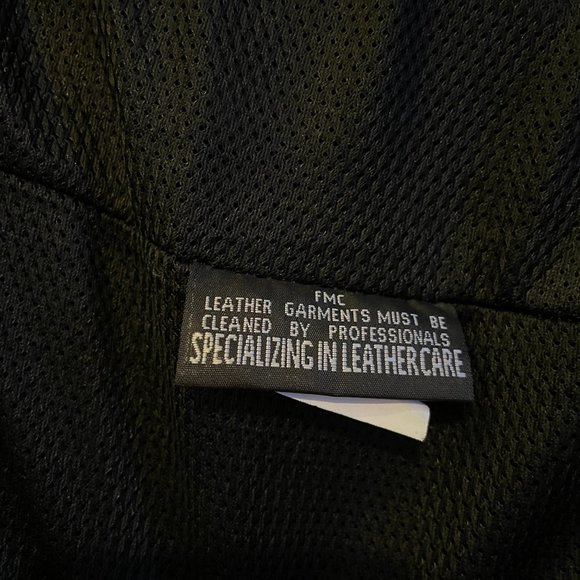 FMC
LEATHER GARMENTS MUST BE
CLEANED BY PROFESSIONALS
SPECIALIZING IN LEATHER CARE